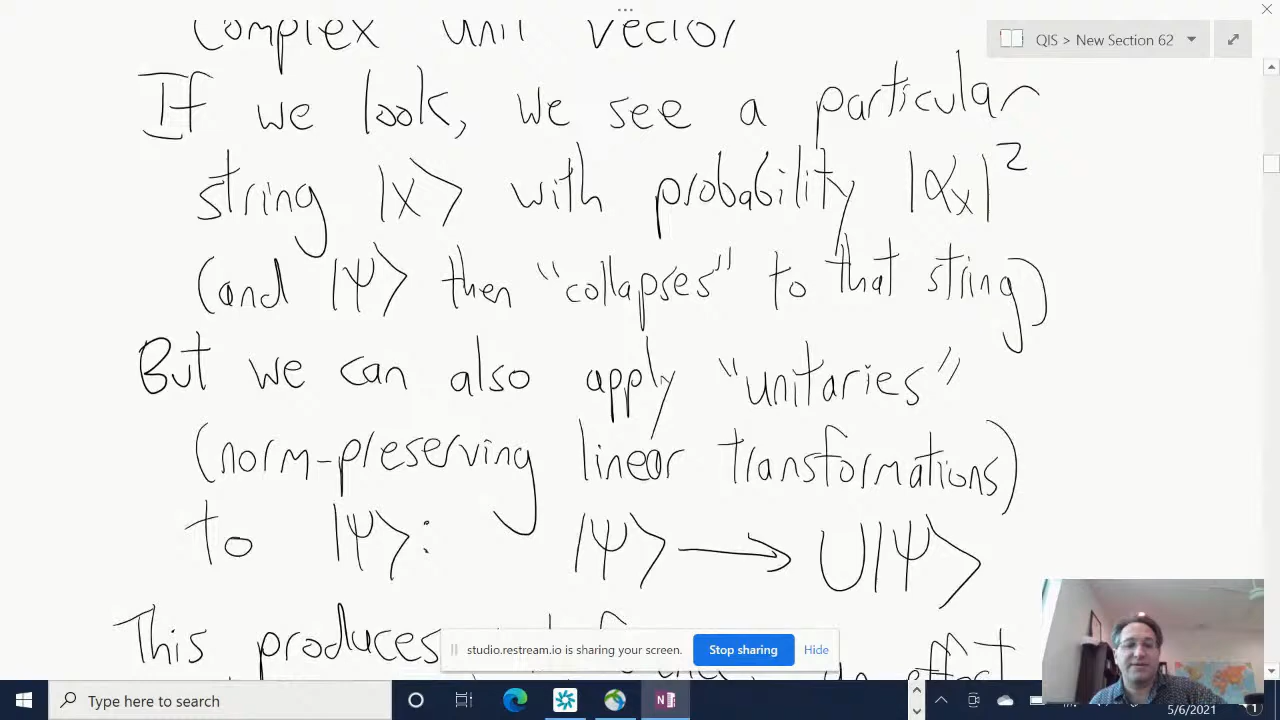 complex unit vector
QIS > New Section 62
If we look, we see a particular
string |x⟩ with probability |αₓ|²
(and |Ψ⟩ then "collapses" to that string)
But we can also apply "unitaries"
(norm-preserving linear transformations)
to |Ψ⟩: |Ψ⟩ → U|Ψ⟩
This produces
effect
studio.restream.io is sharing your screen.
Stop sharing
Hide
Type here to search
5/6/2021
1